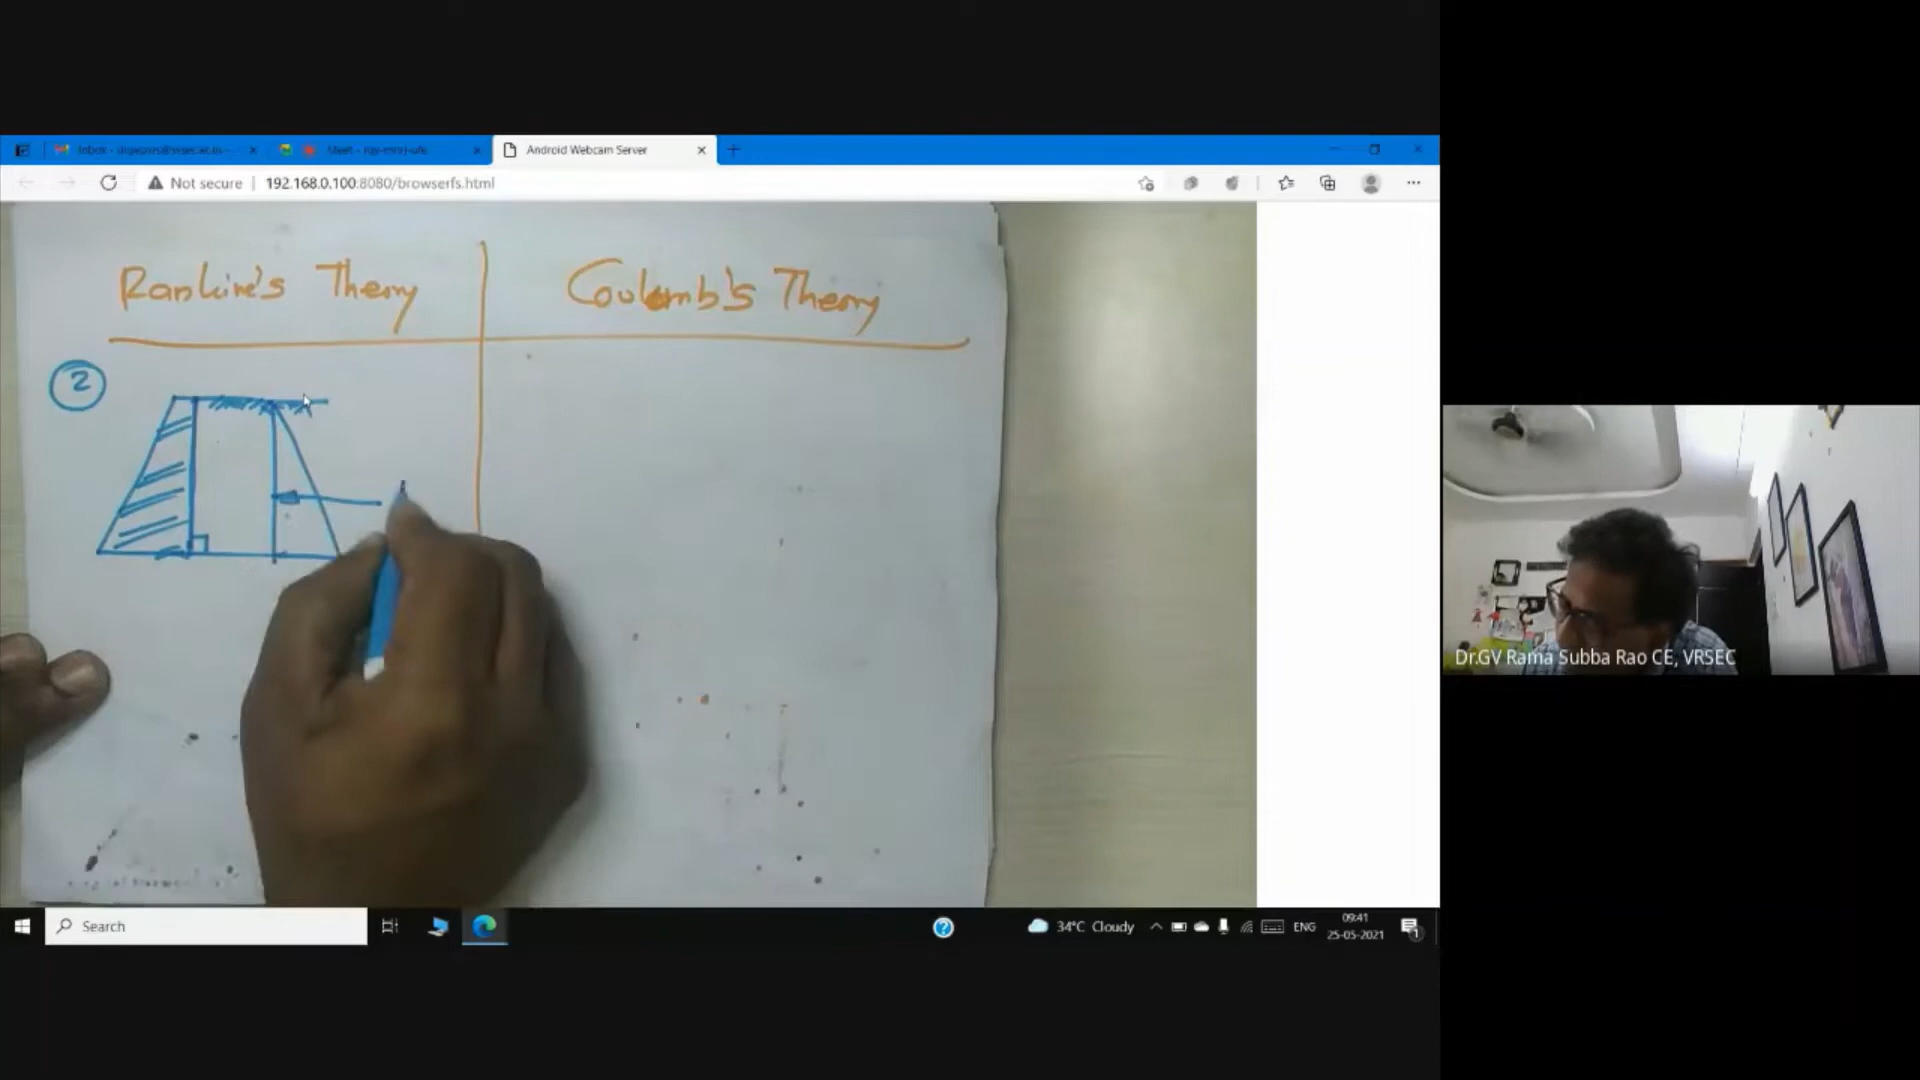 Android Webcam Server
Not secure | 192.168.0.100:8080/browserfs.html
Rankine's Theory
Coulomb's Theory
2
Dr.GV Rama Subba Rao CE, VRSEC
Search
34°C Cloudy
ENG
09:41
25-05-2021
1